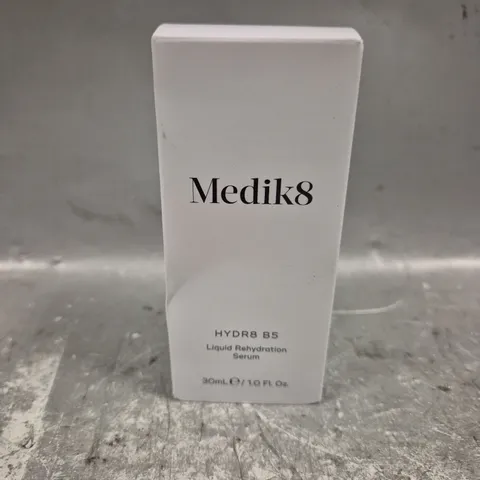 Medik8
HYDR8 B5
Liquid Rehydration
Serum
30mL ℮ / 1.0 Fl. Oz.